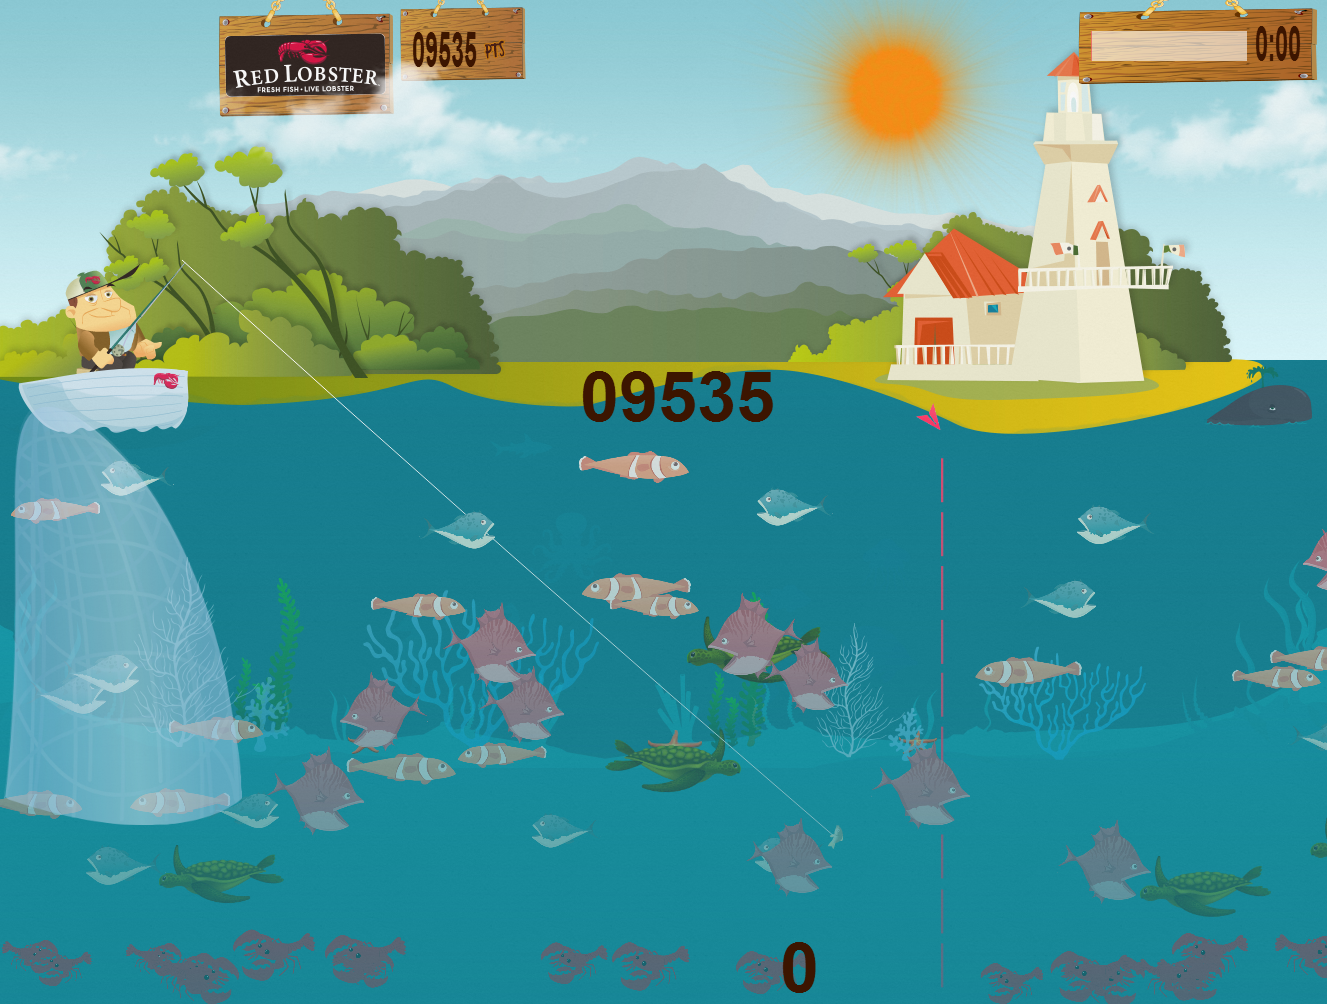 RED LOBSTER
FRESH FISH • LIVE LOBSTER
09535 PTS
0:00
09535
0